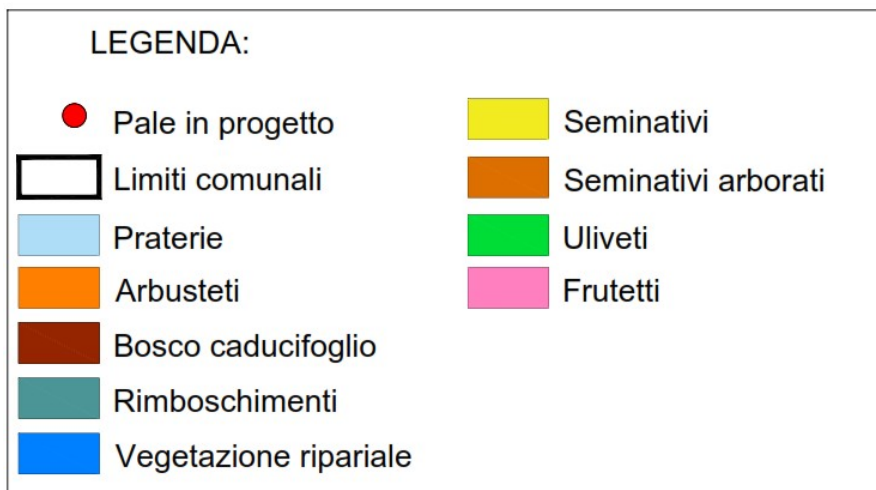 LEGENDA:
Pale in progetto
Limiti comunali
Praterie
Arbusteti
Bosco caducifoglio
Rimboschimenti
Vegetazione ripariale
Seminativi
Seminativi arborati
Uliveti
Frutetti